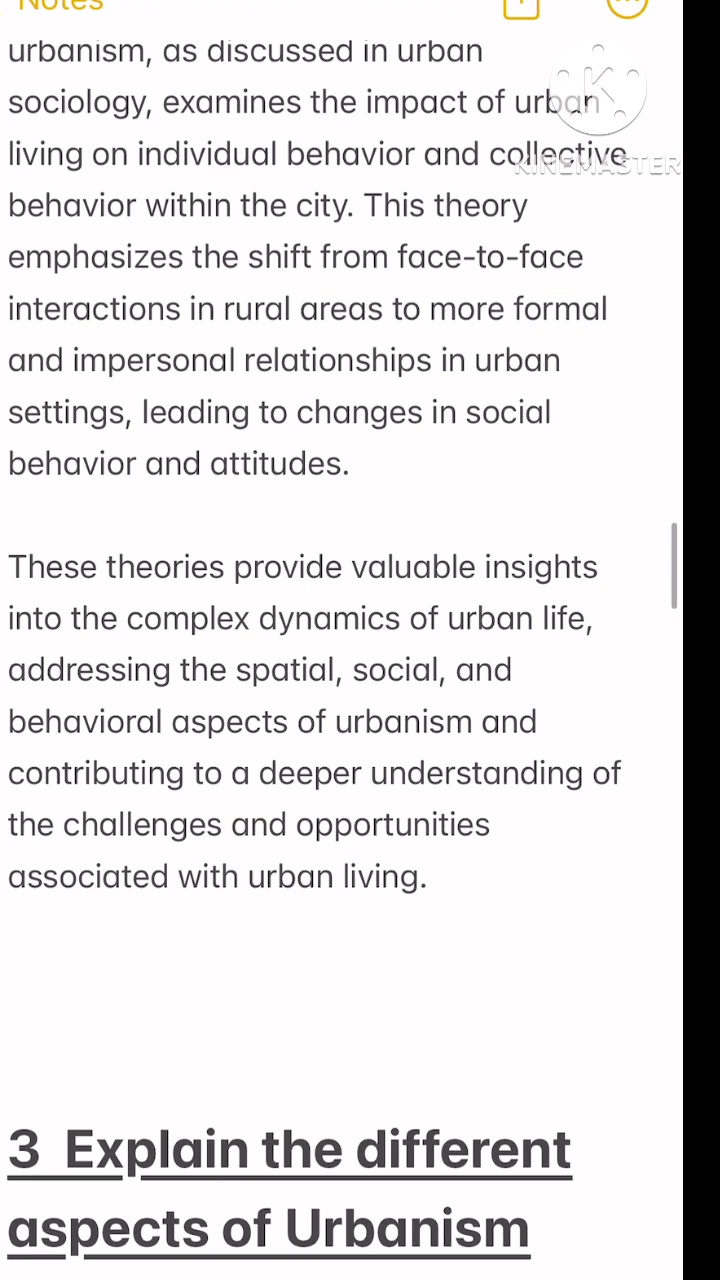 Notes
urbanism, as discussed in urban
sociology, examines the impact of urban
living on individual behavior and collective
KINEMASTER
behavior within the city. This theory
emphasizes the shift from face-to-face
interactions in rural areas to more formal
and impersonal relationships in urban
settings, leading to changes in social
behavior and attitudes.
These theories provide valuable insights
into the complex dynamics of urban life,
addressing the spatial, social, and
behavioral aspects of urbanism and
contributing to a deeper understanding of
the challenges and opportunities
associated with urban living.
3 Explain the different
aspects of Urbanism